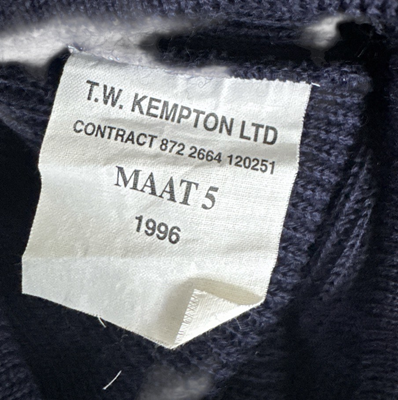 T.W. KEMPTON LTD
CONTRACT 872 2664 120251
MAAT 5
1996